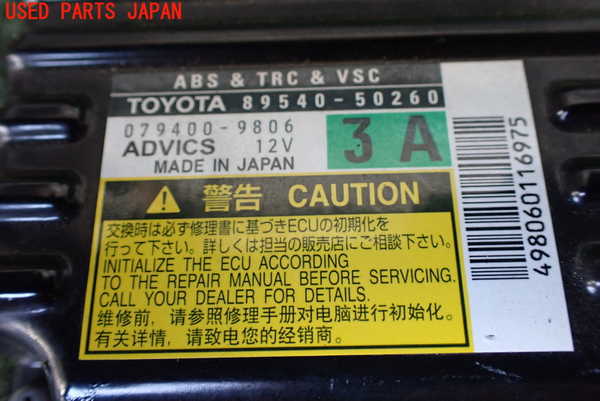 USED PARTS JAPAN
ABS & TRC & VSC
TOYOTA 89540-50260
079400-9806
ADVICS 12V
MADE IN JAPAN
3A
警告 CAUTION
交換時は必ず修理書に基づきECUの初期化を
行って下さい。詳しくは担当の販売店にご相談下さい。
INITIALIZE THE ECU ACCORDING
TO THE REPAIR MANUAL BEFORE SERVICING.
CALL YOUR DEALER FOR DETAILS.
维修前,请参照修理手册对电脑进行初始化。
有关详情,请致电您的经销商。
498060116975